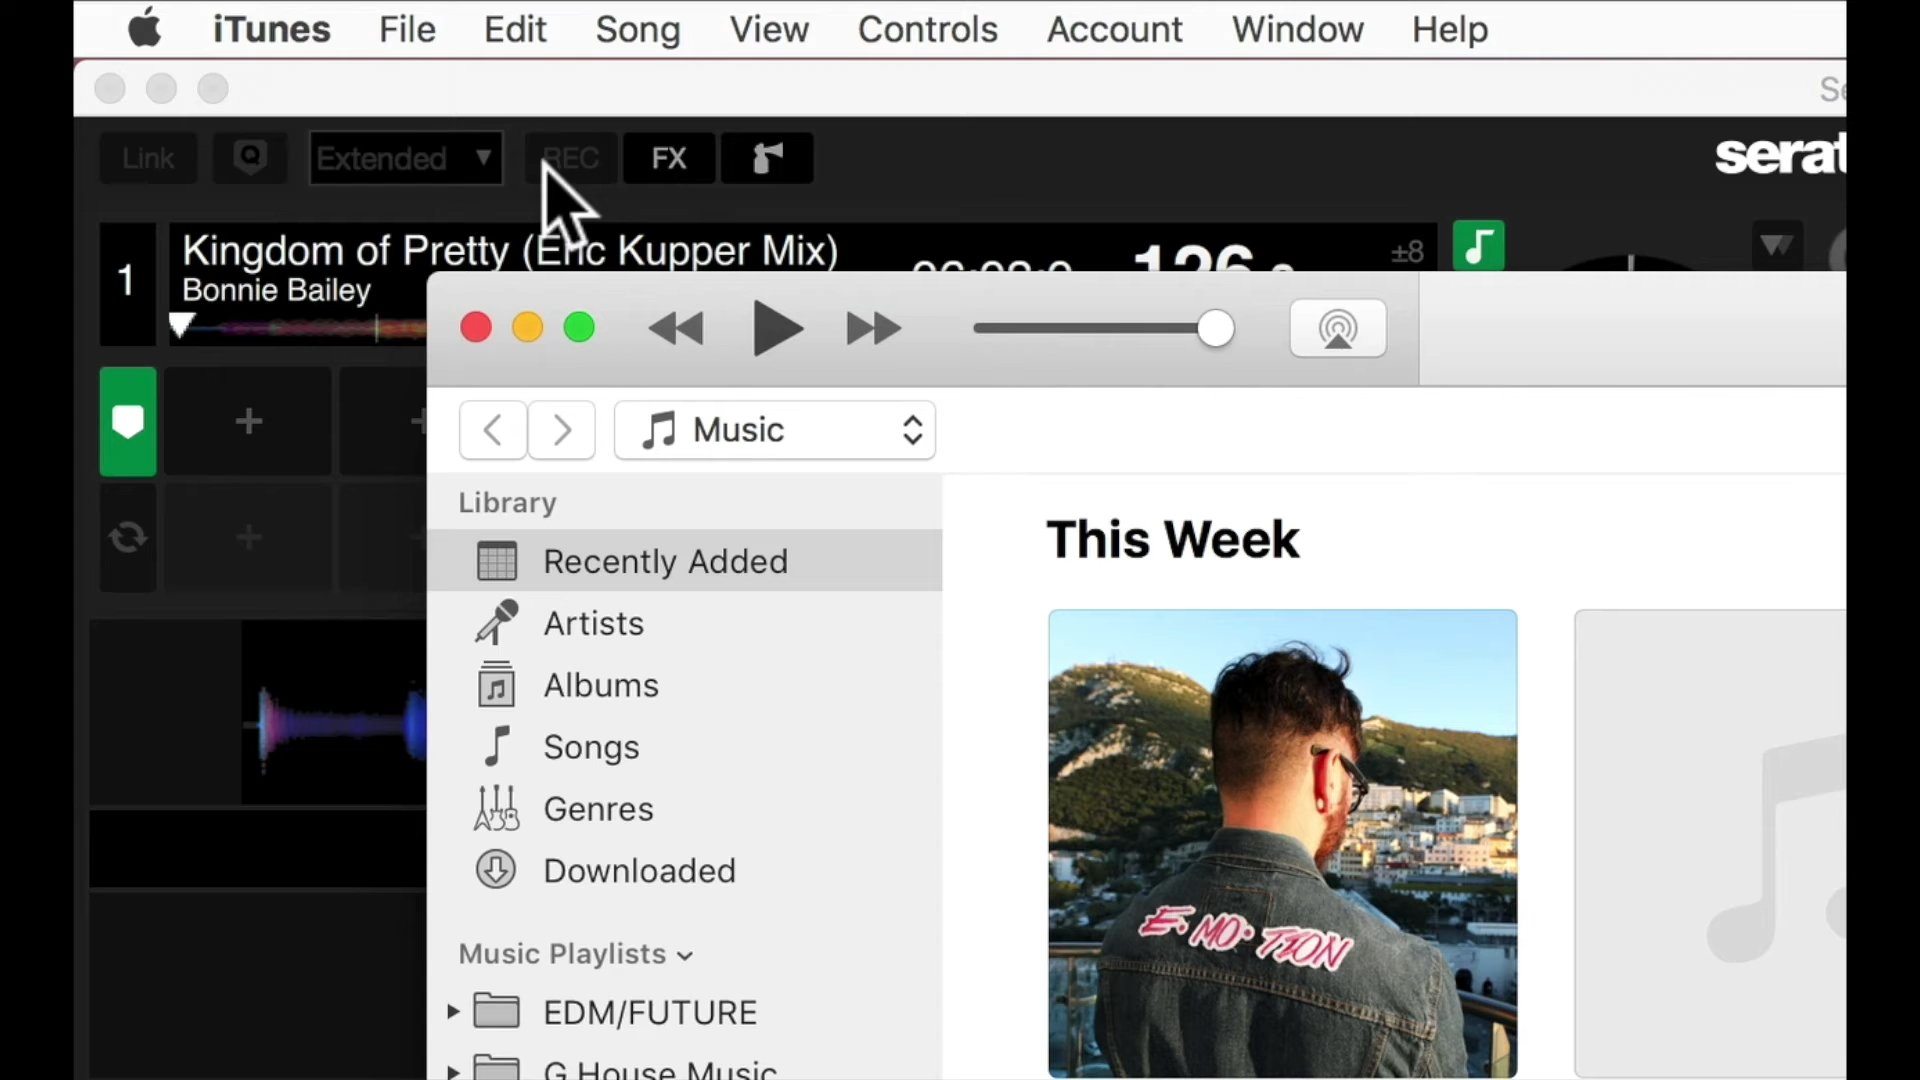 iTunes File Edit Song View Controls Account Window Help
Link Extended REC FX
1 Kingdom of Pretty (Eric Kupper Mix) 126 ±8
Bonnie Bailey
Music
Library
This Week
Recently Added
Artists
Albums
Songs
Genres
Downloaded
E•MO•TION
Music Playlists
EDM/FUTURE
G House Music